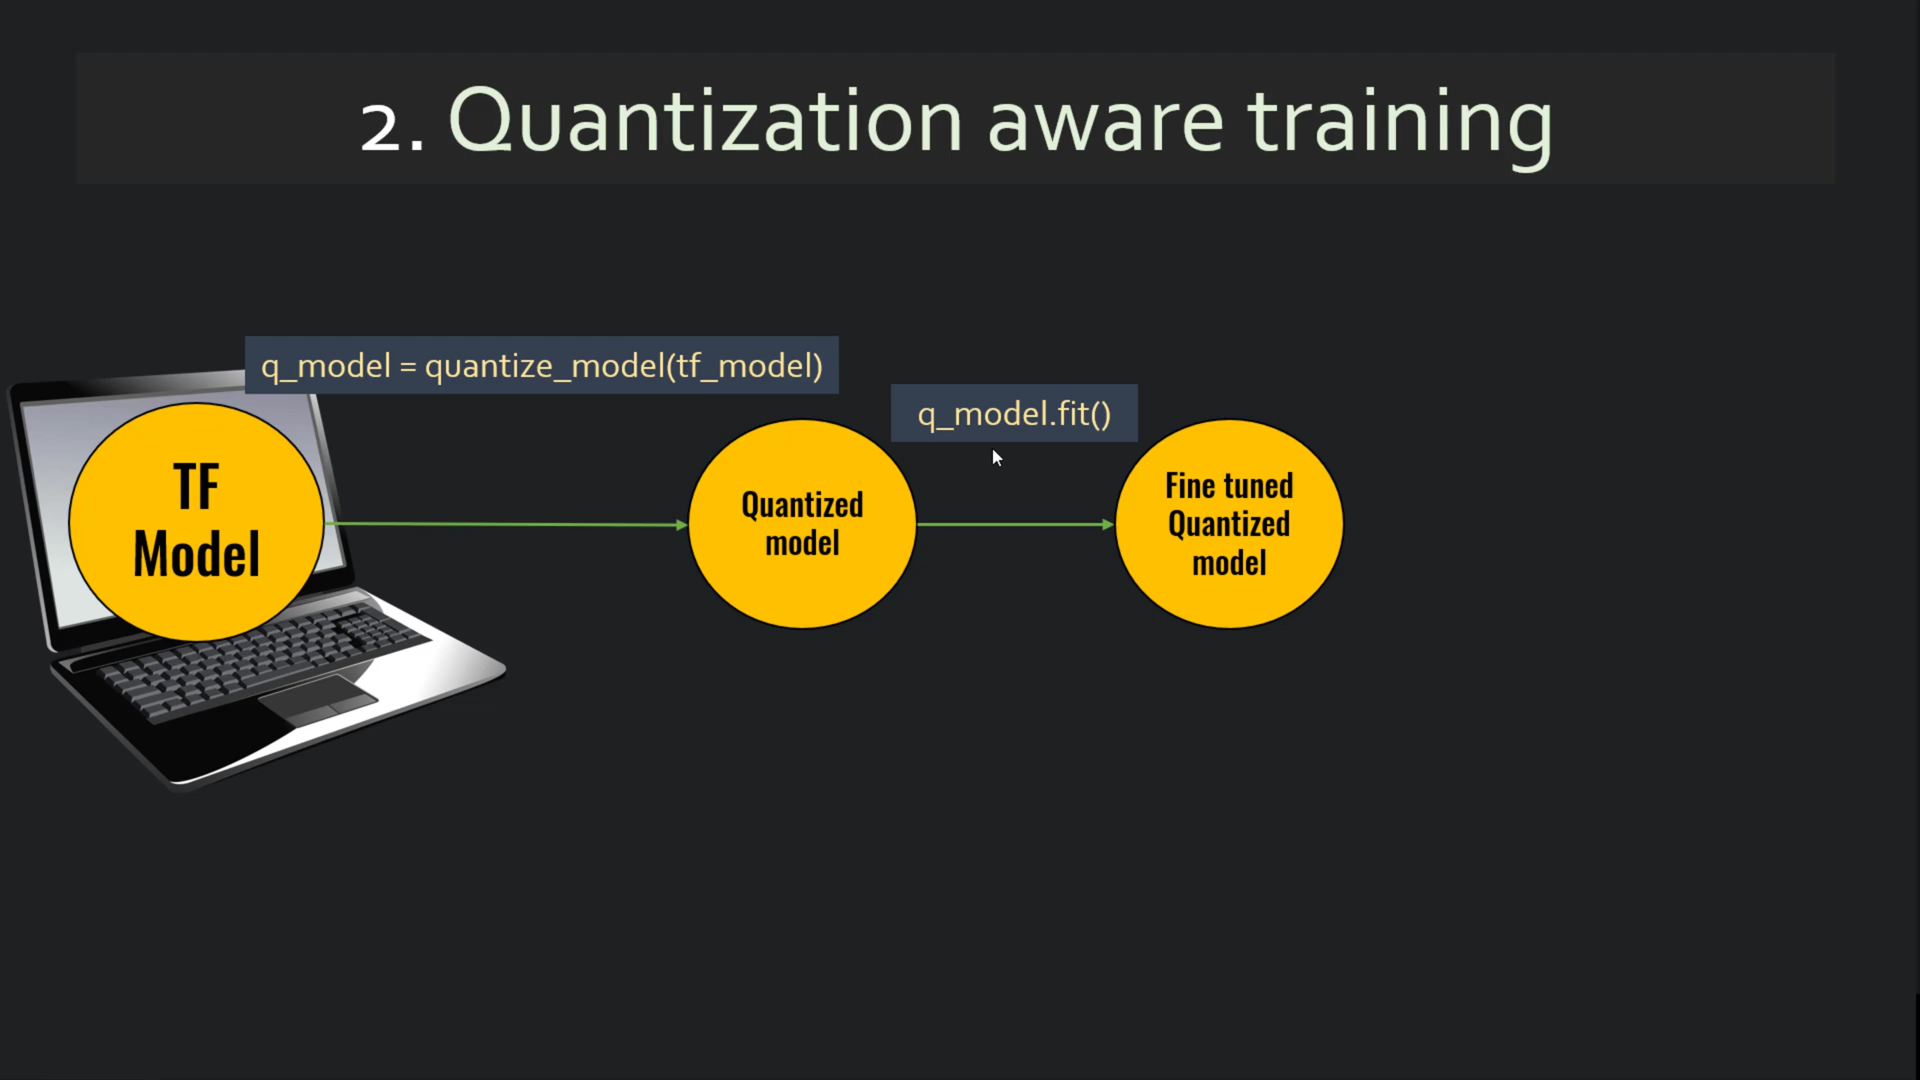 2. Quantization aware training
q_model = quantize_model(tf_model)
q_model.fit()
TF
Model
Quantized
model
Fine tuned
Quantized
model